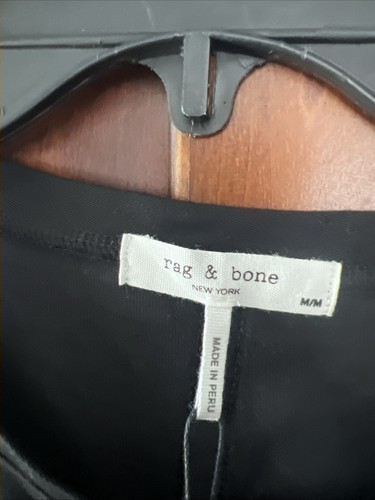 rag & bone
NEW YORK
M/M
MADE IN PERU